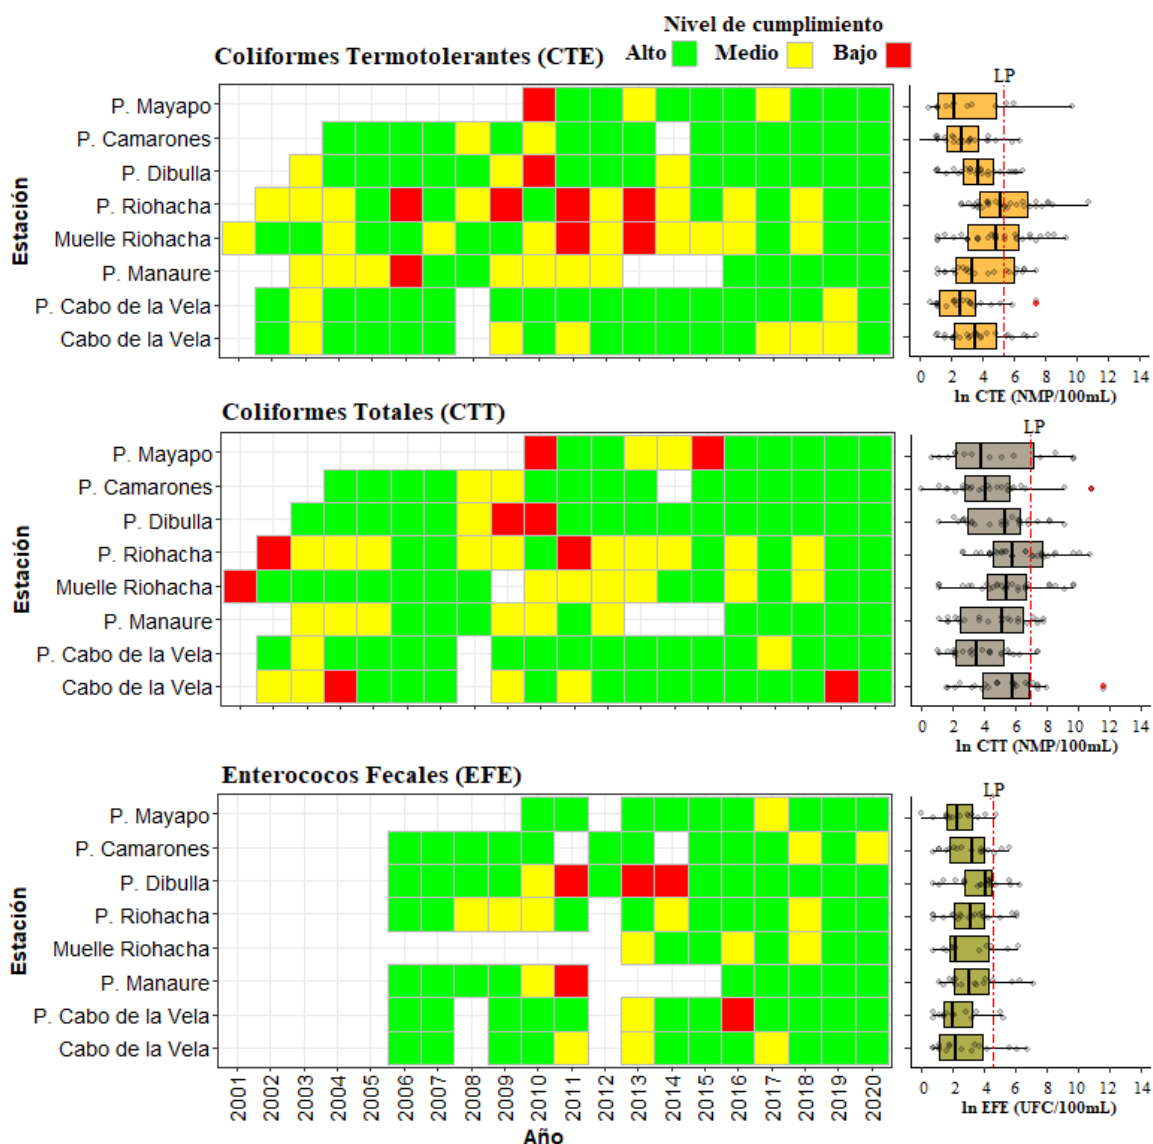 Nivel de cumplimiento
Coliformes Termotolerantes (CTE)
Alto Medio Bajo
LP
Estación
P. Mayapo
P. Camarones
P. Dibulla
P. Riohacha
Muelle Riohacha
P. Manaure
P. Cabo de la Vela
Cabo de la Vela
0 2 4 6 8 10 12 14
ln CTE (NMP/100mL)
Coliformes Totales (CTT)
LP
Estación
P. Mayapo
P. Camarones
P. Dibulla
P. Riohacha
Muelle Riohacha
P. Manaure
P. Cabo de la Vela
Cabo de la Vela
0 2 4 6 8 10 12 14
ln CTT (NMP/100mL)
Enterococos Fecales (EFE)
LP
Estación
P. Mayapo
P. Camarones
P. Dibulla
P. Riohacha
Muelle Riohacha
P. Manaure
P. Cabo de la Vela
Cabo de la Vela
0 2 4 6 8 10 12 14
ln EFE (UFC/100mL)
2001 2002 2003 2004 2005 2006 2007 2008 2009 2010 2011 2012 2013 2014 2015 2016 2017 2018 2019 2020
Año